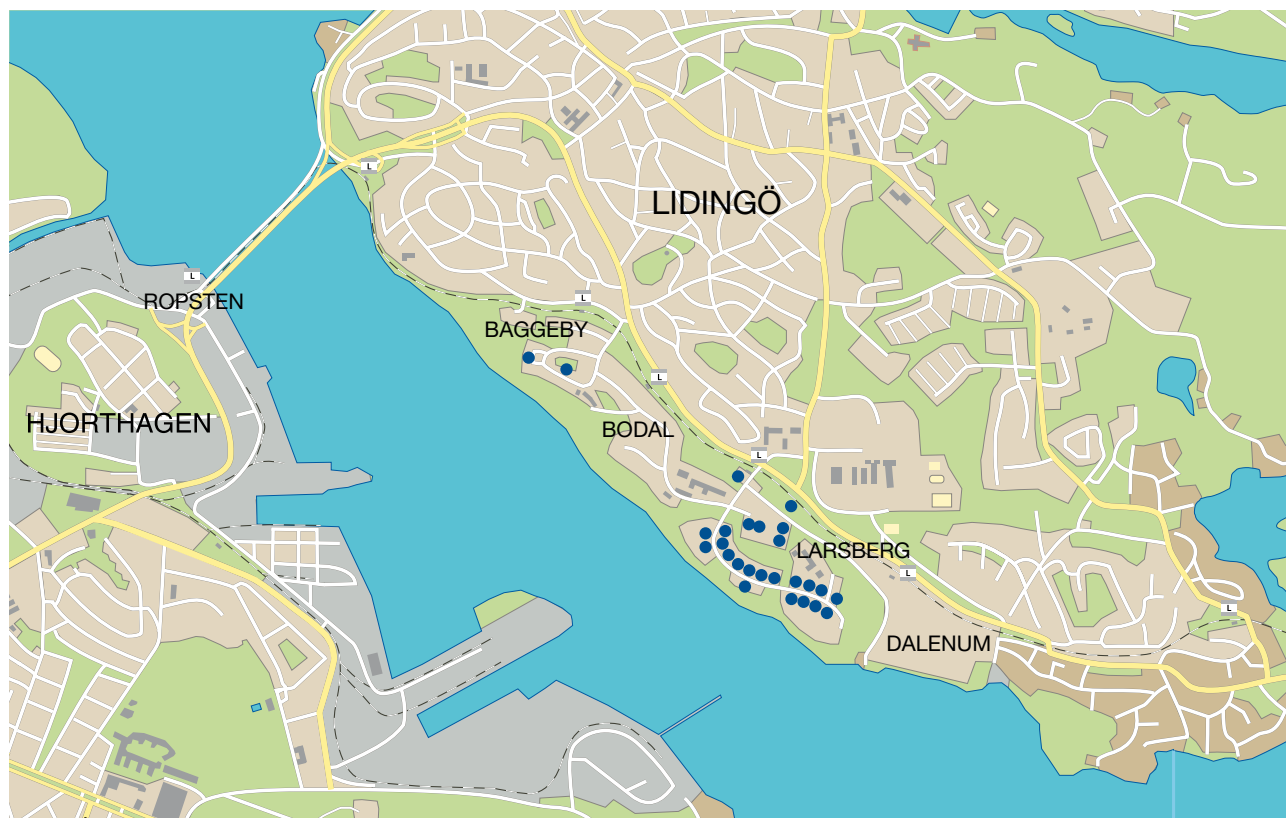 L
LIDINGÖ
L
ROPSTEN
L
BAGGEBY
L
HJORTHAGEN
BODAL
L
LARSBERG
L
L
DALENUM